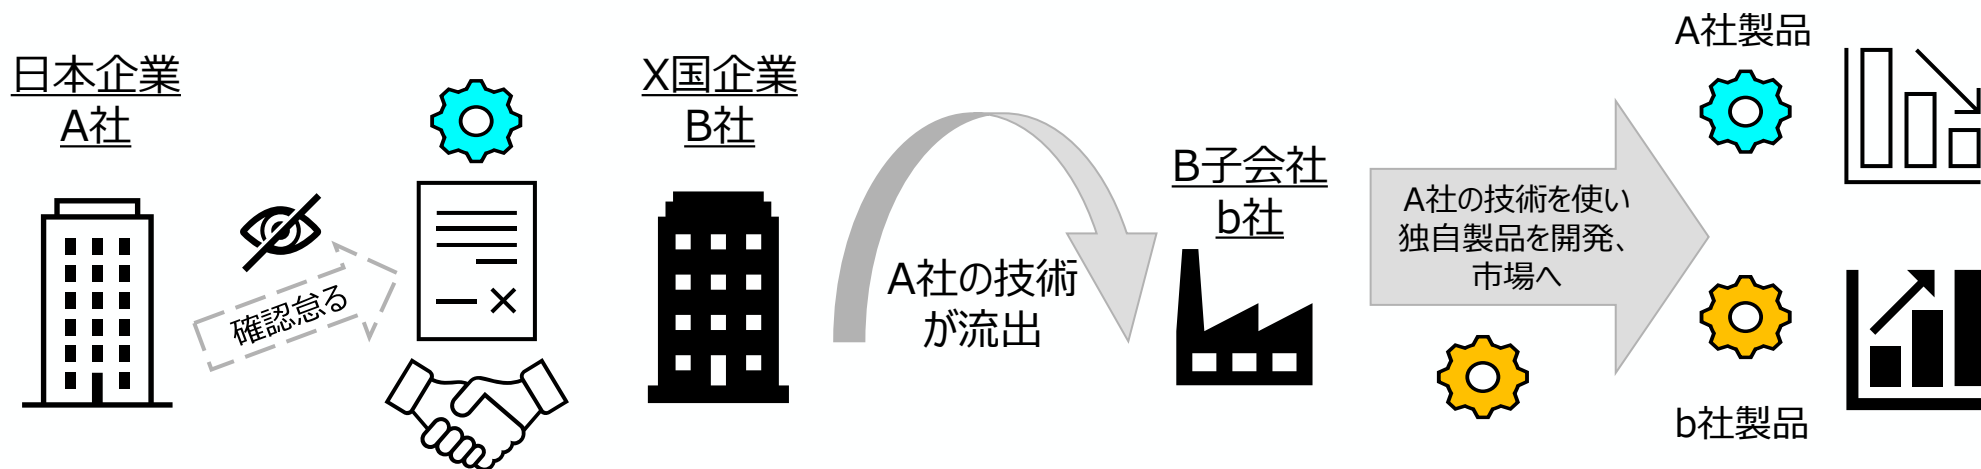 日本企業
A社
確認怠る
X国企業
B社
A社の技術
が流出
B子会社
b社
A社の技術を使い
独自製品を開発、
市場へ
A社製品
b社製品